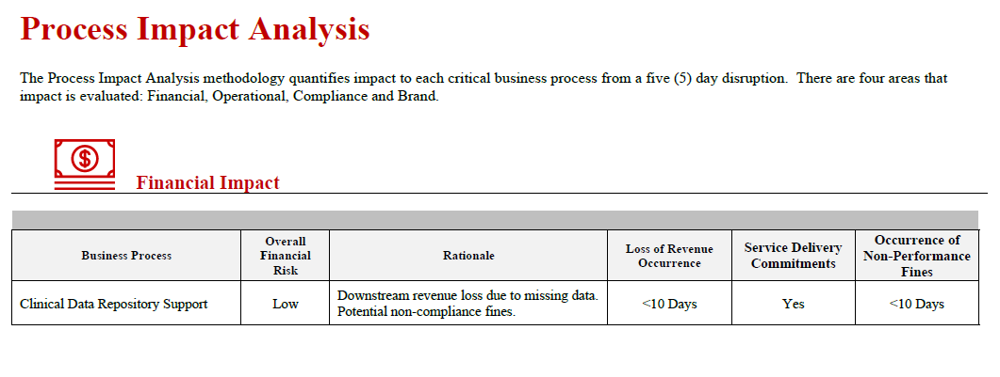 Process Impact Analysis
The Process Impact Analysis methodology quantifies impact to each critical business process from a five (5) day disruption.  There are four areas that
impact is evaluated: Financial, Operational, Compliance and Brand.
$
Financial Impact
Business Process
Overall
Financial
Risk
Rationale
Loss of Revenue
Occurrence
Service Delivery
Commitments
Occurrence of
Non-Performance
Fines
Clinical Data Repository Support
Low
Downstream revenue loss due to missing data.
Potential non-compliance fines.
<10 Days
Yes
<10 Days